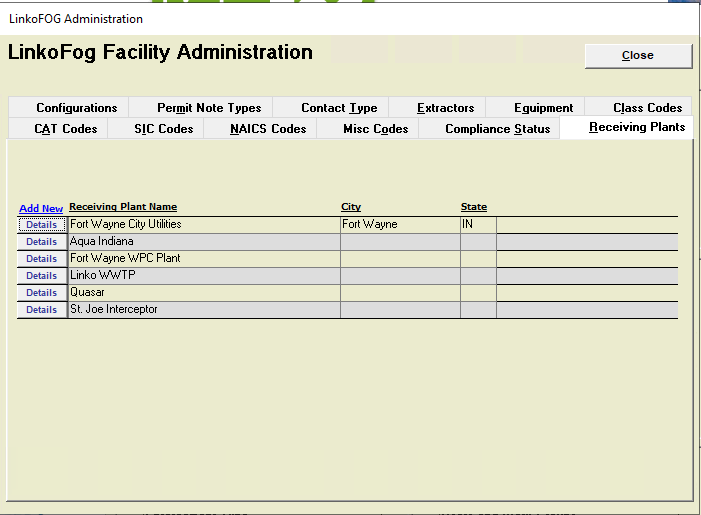 LinkoFOG Administration
LinkoFog Facility Administration
Close
Configurations Permit Note Types Contact Type Extractors Equipment Class Codes
CAT Codes SIC Codes NAICS Codes Misc Codes Compliance Status Receiving Plants
Add New Receiving Plant Name City State
Details Fort Wayne City Utilities Fort Wayne IN
Details Aqua Indiana
Details Fort Wayne WPC Plant
Details Linko WWTP
Details Quasar
Details St. Joe Interceptor